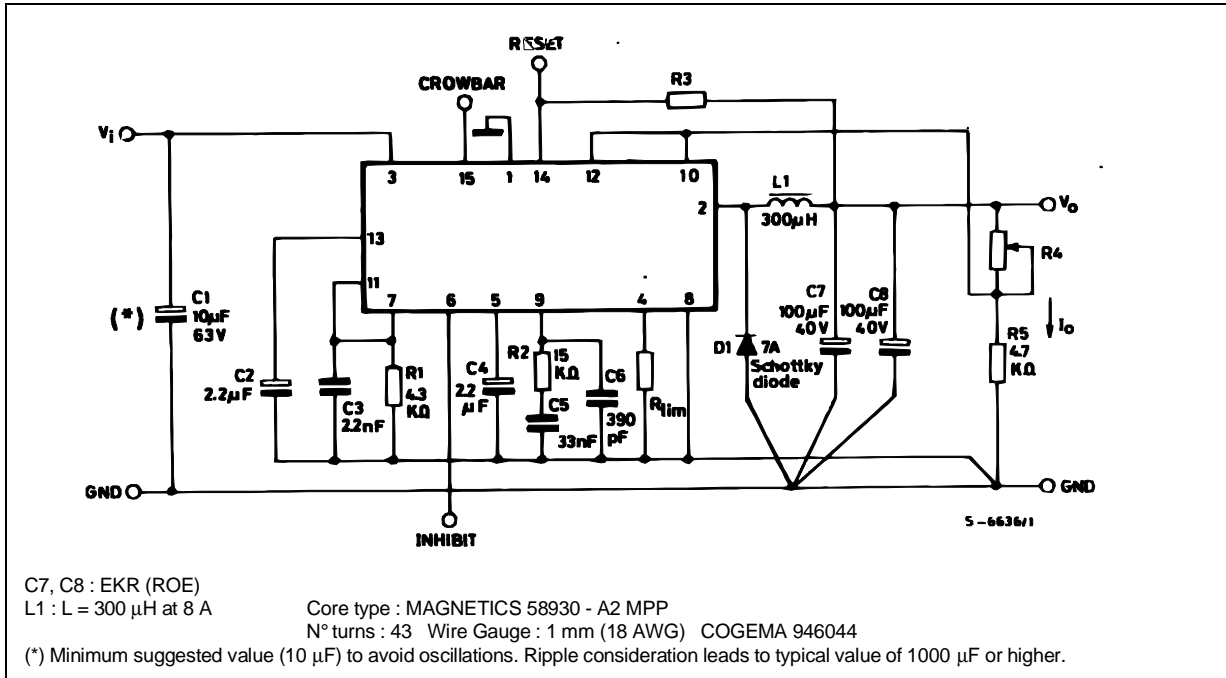 RESET
R3
CROWBAR
Vi
3
15
1
14
12
10
L1
300µH
2
Vo
13
R4
11
C1
10µF
63V
(*)
7
6
5
9
4
8
C7
100µF
40V
C8
100µF
40V
Io
R5
4.7
KΩ
D1
7A
Schottky
diode
C2
2.2µF
C3
2.2nF
R1
4.3
KΩ
C4
2.2
µF
R2
15
KΩ
C5
33nF
C6
390
pF
Rlim
GND
GND
S-6636/1
INHIBIT
C7, C8 : EKR (ROE)
L1 : L = 300 µH at 8 A Core type : MAGNETICS 58930 - A2 MPP
N° turns : 43 Wire Gauge : 1 mm (18 AWG) COGEMA 946044
(*) Minimum suggested value (10 µF) to avoid oscillations. Ripple consideration leads to typical value of 1000 µF or higher.